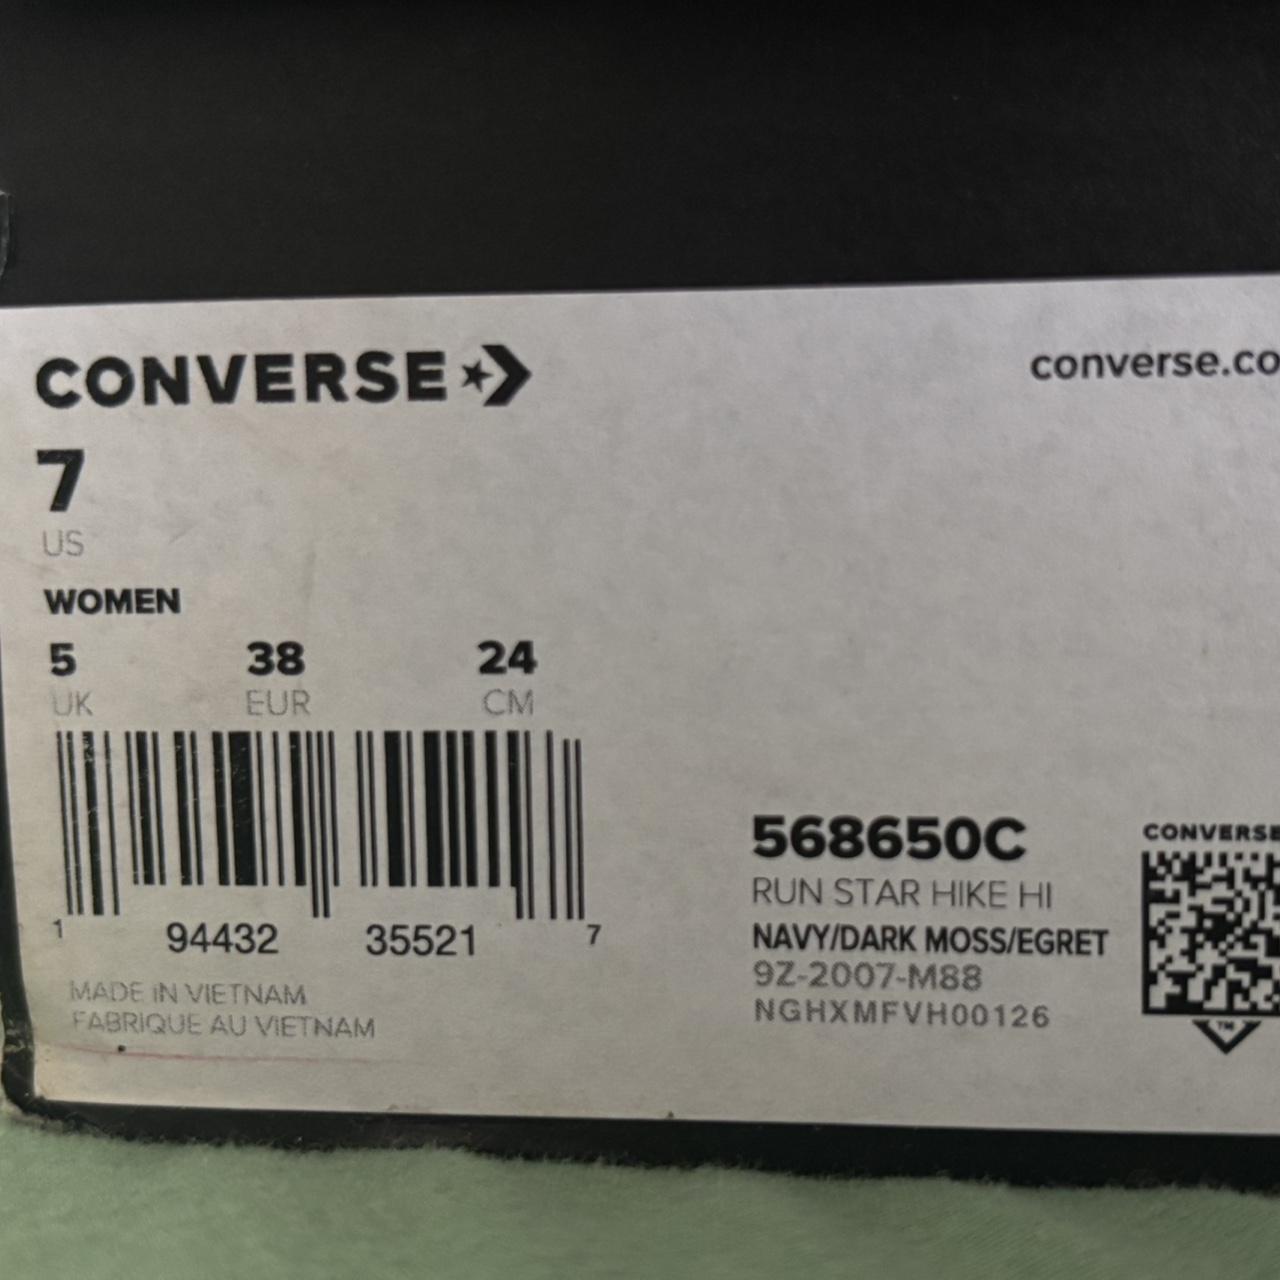 CONVERSE
converse.co
7
US
WOMEN
5 38 24
UK EUR CM
1 94432 35521 7
MADE IN VIETNAM
FABRIQUE AU VIETNAM
568650C
RUN STAR HIKE HI
NAVY/DARK MOSS/EGRET
9Z-2007-M88
NGHXMFVH00126
CONVERSE
TM